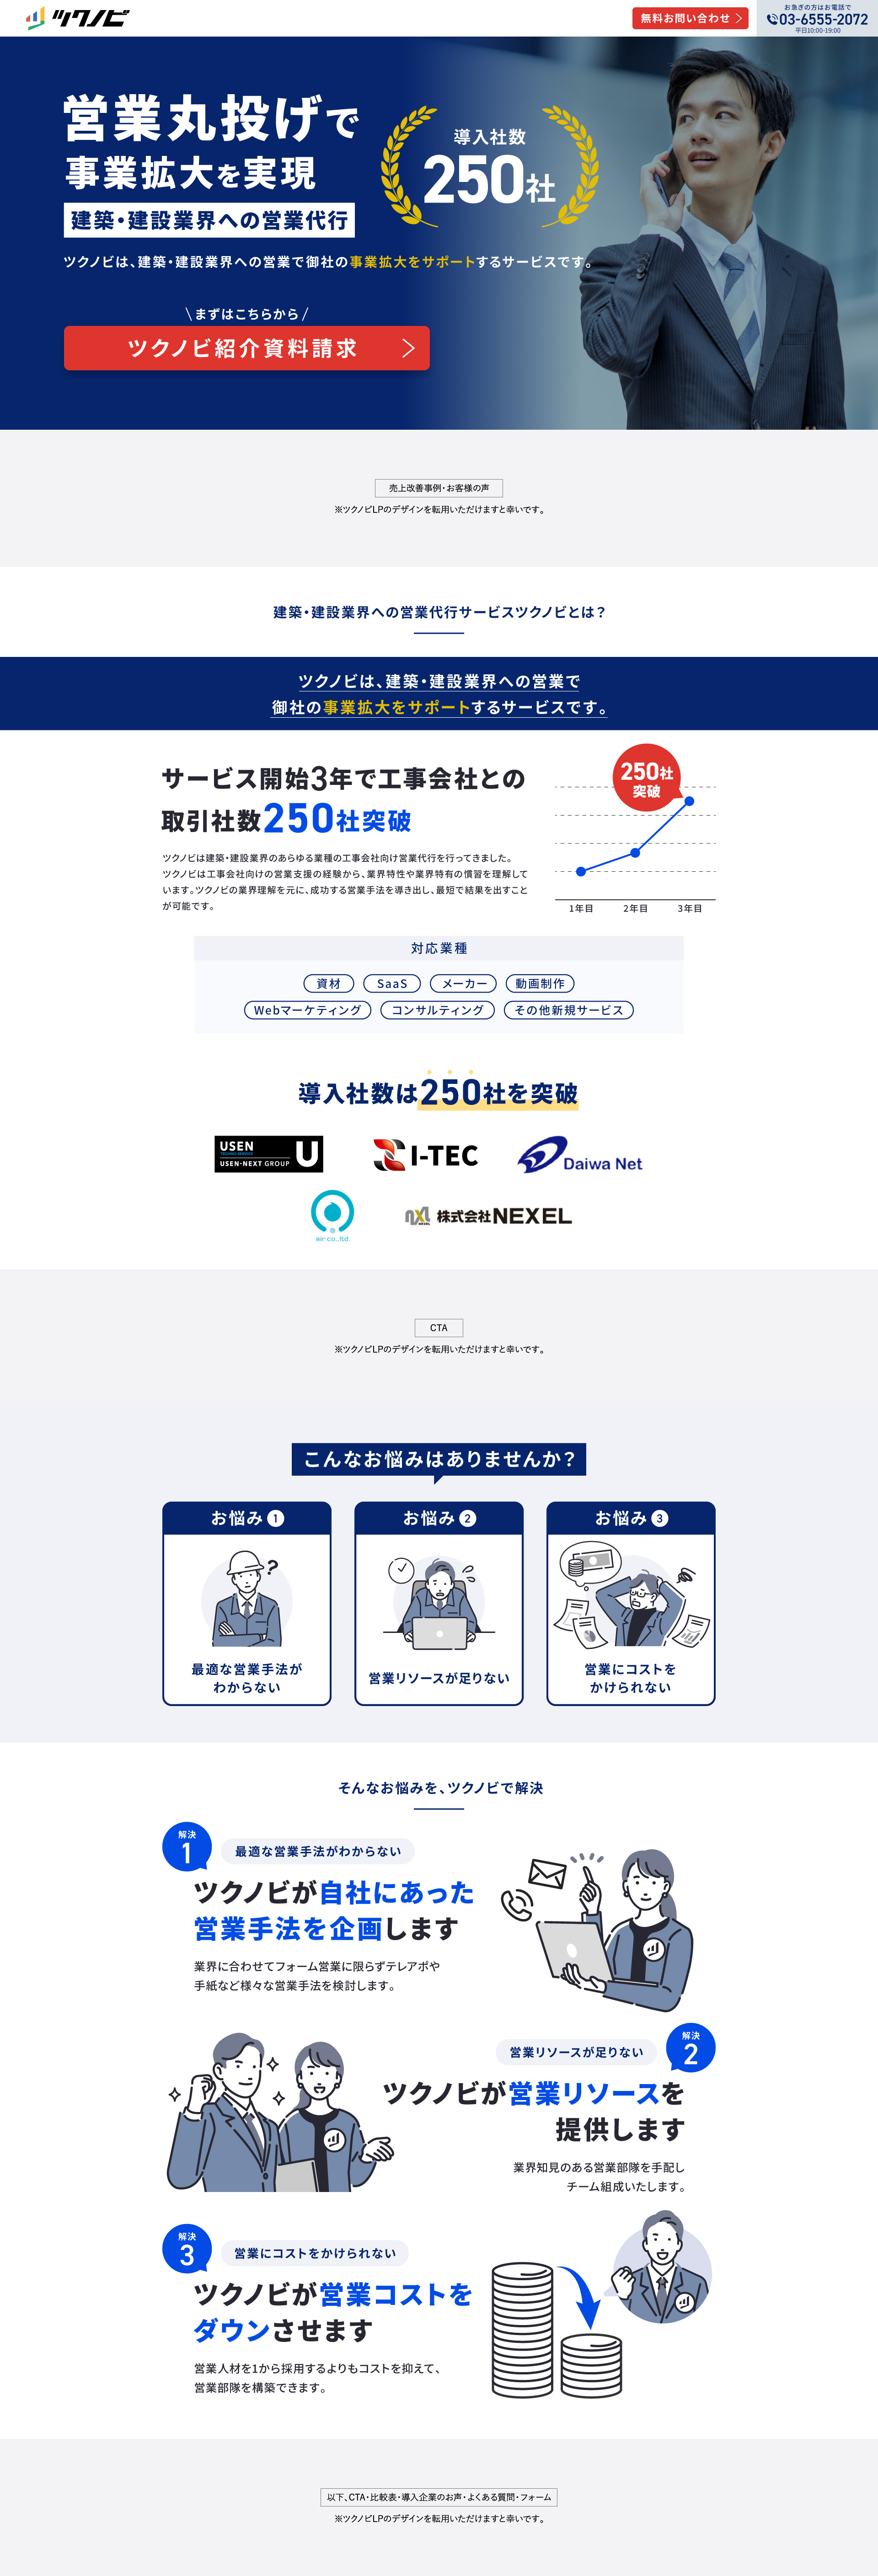 ツクノビ
無料お問い合わせ
お急ぎの方はお電話で
03-6555-2072
平日10:00-19:00
営業丸投げで
事業拡大を実現
建築・建設業界への営業代行
導入社数
250社
ツクノビは、建築・建設業界への営業で御社の事業拡大をサポートするサービスです。
\ まずはこちらから /
ツクノビ紹介資料請求
売上改善事例・お客様の声
※ツクノビLPのデザインを転用いただけますと幸いです。
建築・建設業界への営業代行サービスツクノビとは？
ツクノビは、建築・建設業界への営業で
御社の事業拡大をサポートするサービスです。
サービス開始3年で工事会社との
取引社数250社突破
ツクノビは建築・建設業界のあらゆる業種の工事会社向け営業代行を行ってきました。
ツクノビは工事会社向けの営業支援の経験から、業界特性や業界特有の慣習を理解して
います。ツクノビの業界理解を元に、成功する営業手法を導き出し、最短で結果を出すこと
が可能です。
250社
突破
1年目 2年目 3年目
対応業種
資材 SaaS メーカー 動画制作
Webマーケティング コンサルティング その他新規サービス
導入社数は250社を突破
USEN
TECHNO-SERVICE
USEN-NEXT GROUP
U
I-TEC
Daiwa Net
air co.,ltd.
NEXEL
株式会社NEXEL
CTA
※ツクノビLPのデザインを転用いただけますと幸いです。
こんなお悩みはありませんか？
お悩み 1
?
最適な営業手法が
わからない
お悩み 2
営業リソースが足りない
お悩み 3
営業にコストを
かけられない
そんなお悩みを、ツクノビで解決
解決
1
最適な営業手法がわからない
ツクノビが自社にあった
営業手法を企画します
業界に合わせてフォーム営業に限らずテレアポや
手紙など様々な営業手法を検討します。
解決
2
営業リソースが足りない
ツクノビが営業リソースを
提供します
業界知見のある営業部隊を手配し
チーム組成いたします。
解決
3
営業にコストをかけられない
ツクノビが営業コストを
ダウンさせます
営業人材を1から採用するよりもコストを抑えて、
営業部隊を構築できます。
以下、CTA・比較表・導入企業のお声・よくある質問・フォーム
※ツクノビLPのデザインを転用いただけますと幸いです。